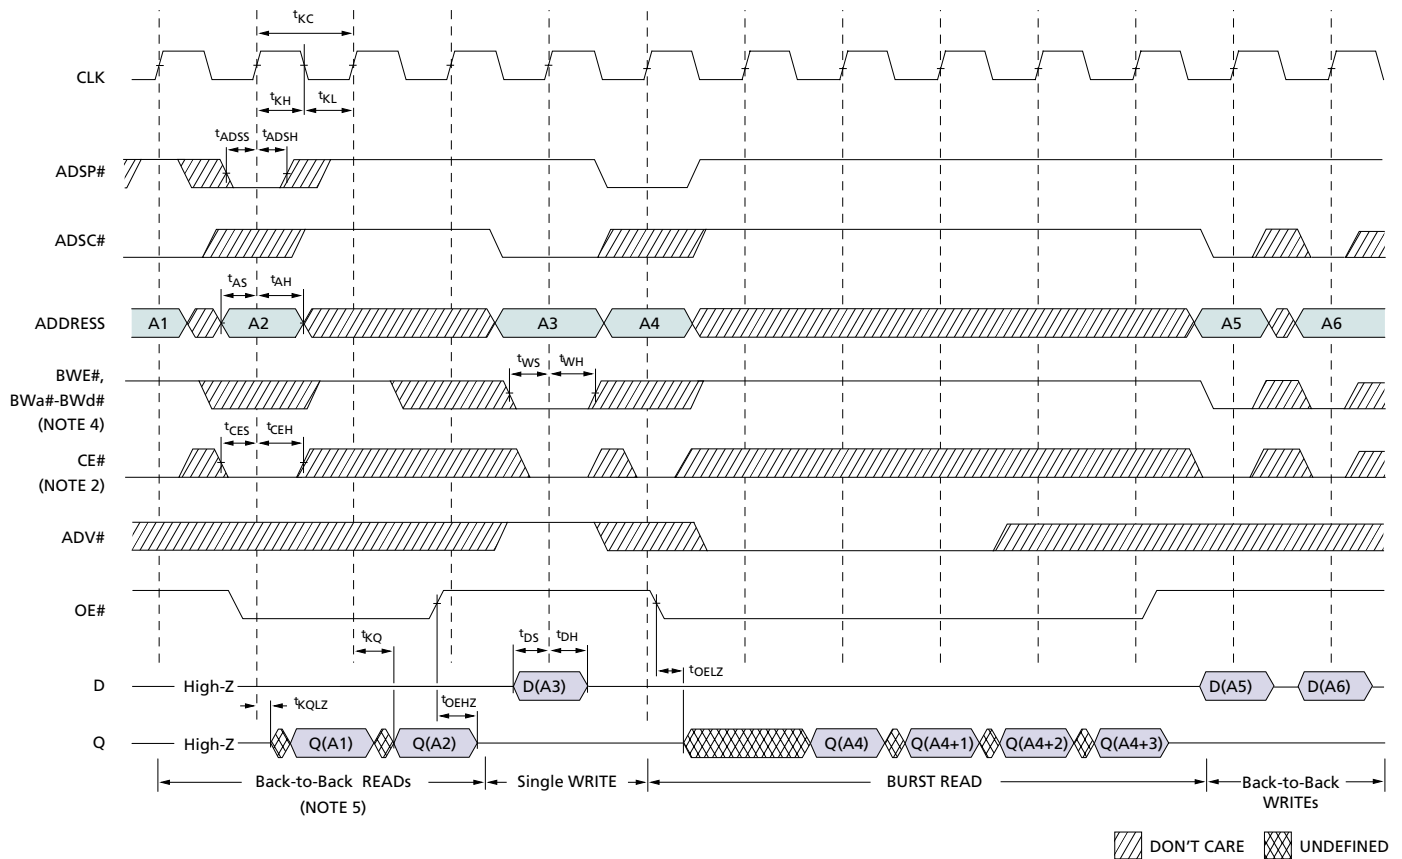 tKC
CLK
tKH
tKL
tADSS
tADSH
ADSP#
ADSC#
tAS
tAH
ADDRESS
A1
A2
A3
A4
A5
A6
BWE#,
BWa#-BWd#
(NOTE 4)
tWS
tWH
tCES
tCEH
CE#
(NOTE 2)
ADV#
OE#
tKQ
tDS
tDH
tOELZ
D
High-Z
D(A3)
D(A5)
D(A6)
tKQLZ
tOEHZ
Q
High-Z
Q(A1)
Q(A2)
Q(A4)
Q(A4+1)
Q(A4+2)
Q(A4+3)
Back-to-Back READs
(NOTE 5)
Single WRITE
BURST READ
Back-to-Back
WRITEs
DON'T CARE
UNDEFINED